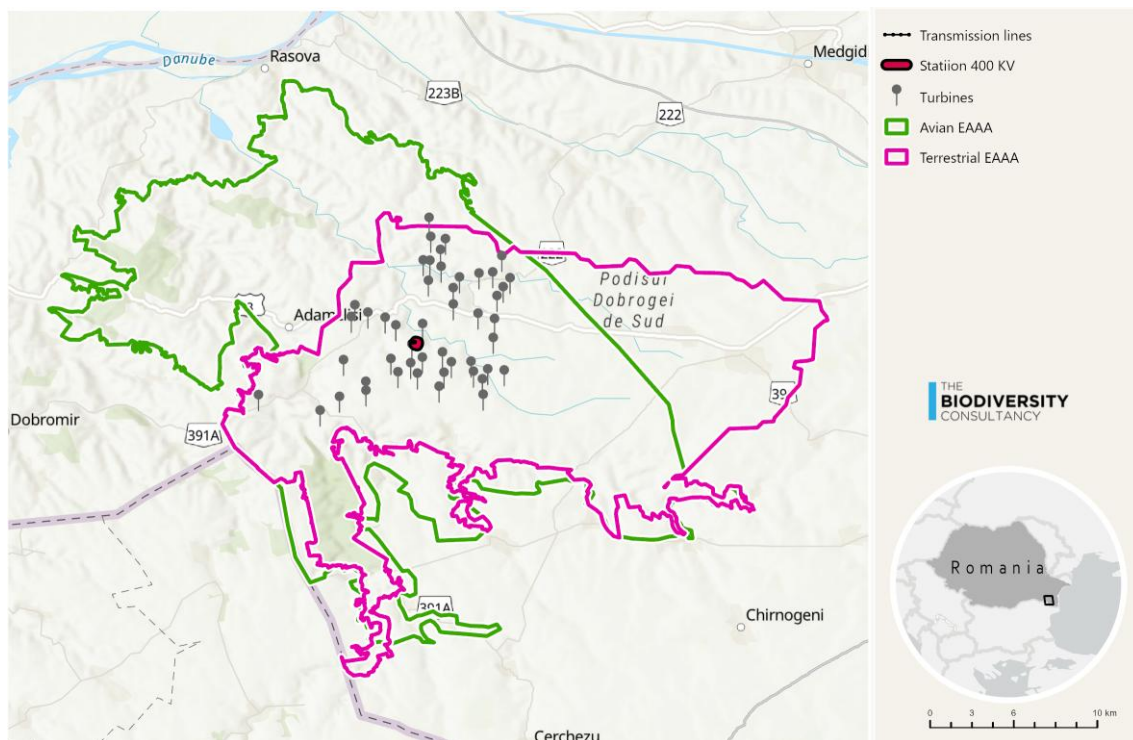 Danube
Rasova
Medgid
223B
222
Podisul
Dobrogei
de Sud
Adamclisi
Dobromir
391A
391A
Chirnogeni
Cerchezu
Transmission lines
Statiion 400 KV
Turbines
Avian EAAA
Terrestrial EAAA
THE
BIODIVERSITY
CONSULTANCY
Romania
0 3 6 10 km